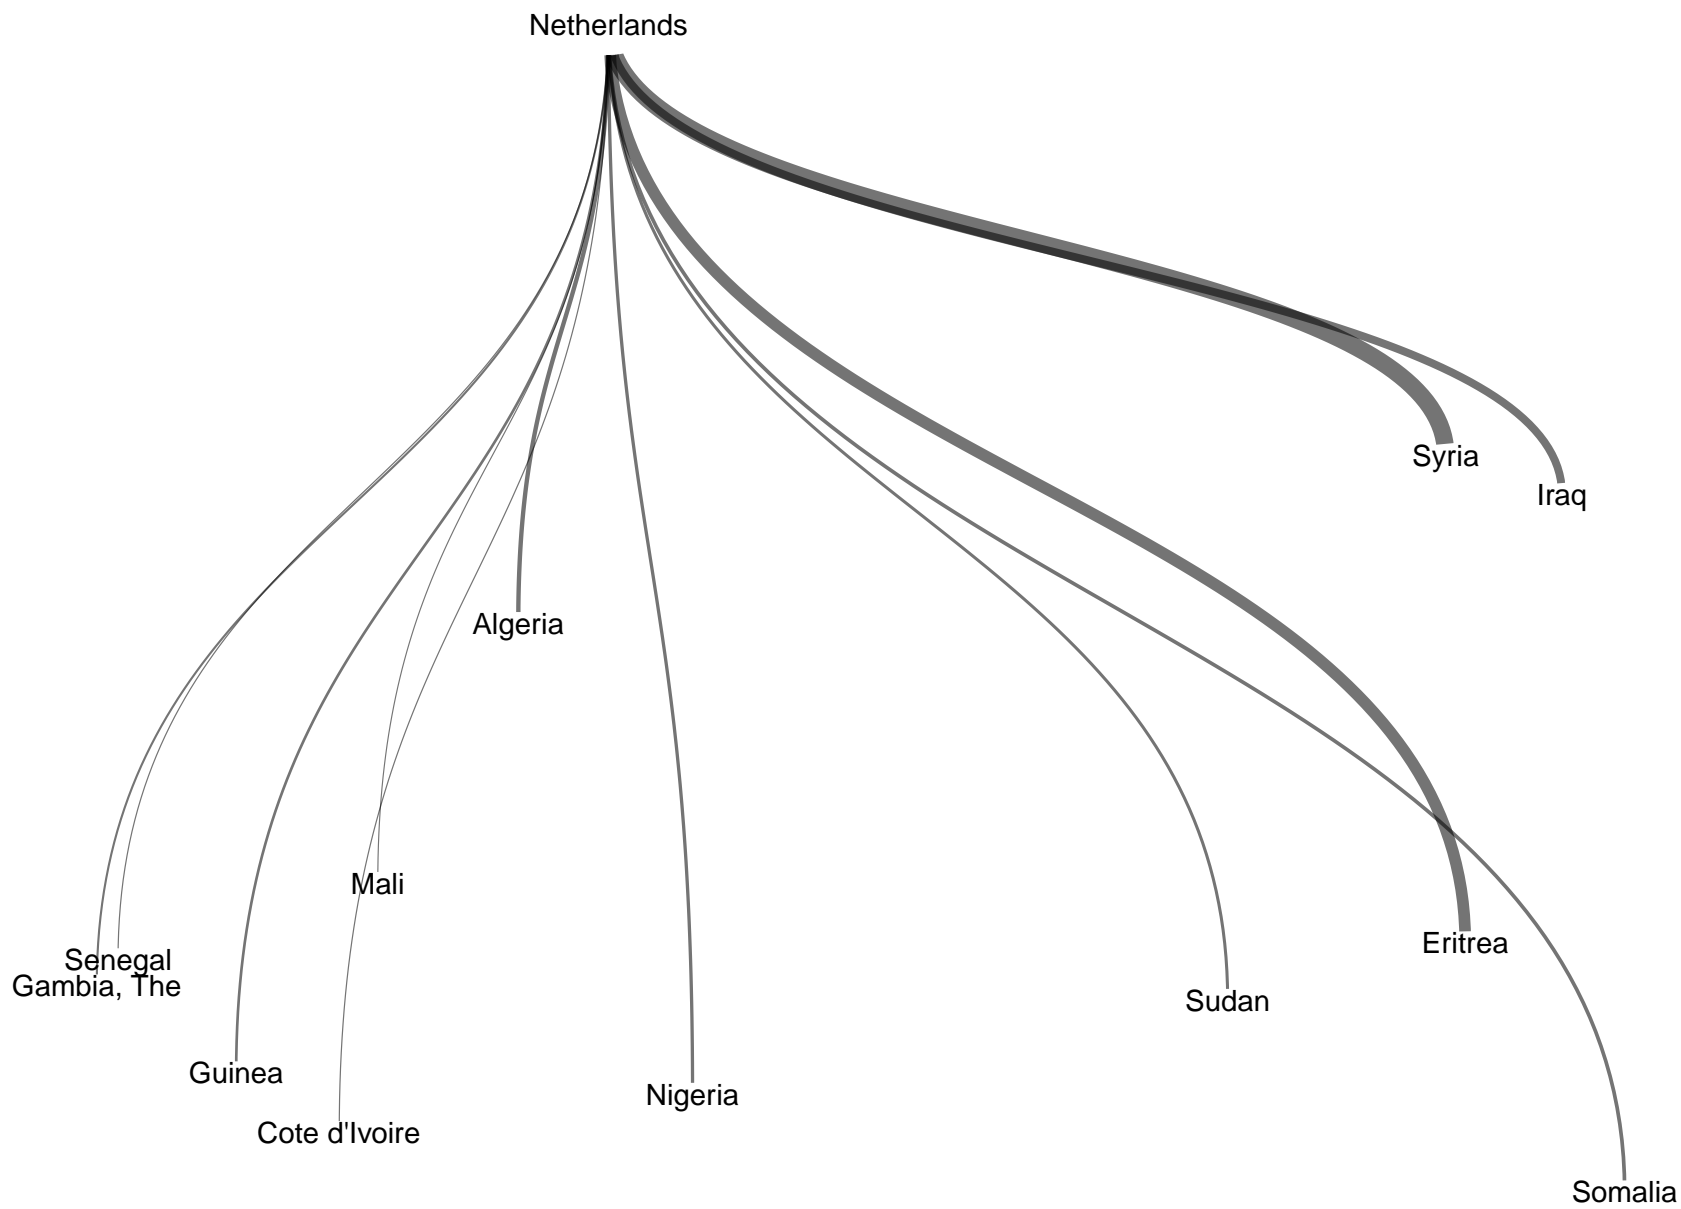 Netherlands
Syria
Iraq
Algeria
Mali
Eritrea
Senegal
Gambia, The
Sudan
Guinea
Nigeria
Cote d'Ivoire
Somalia